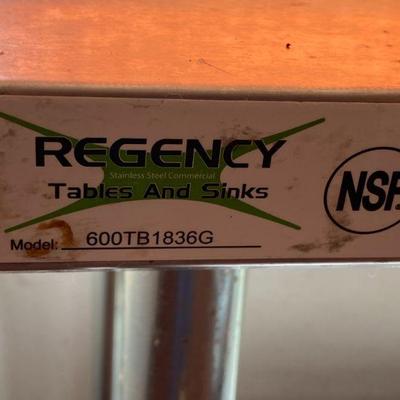 REGENCY
Stainless Steel Commercial
Tables And Sinks
NSF.
Model: 600TB1836G